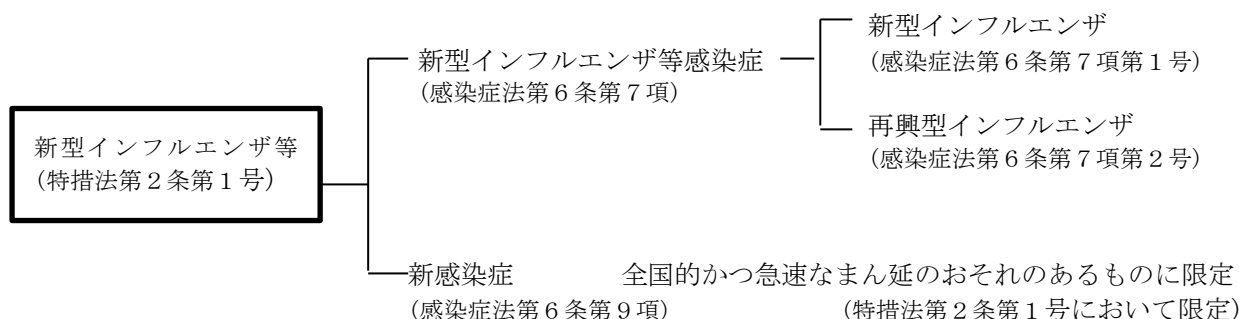 新型インフルエンザ
(感染症法第６条第７項第１号)
新型インフルエンザ等感染症
(感染症法第６条第７項)
再興型インフルエンザ
(感染症法第６条第７項第２号)
新型インフルエンザ等
(特措法第２条第１号)
新感染症　全国的かつ急速なまん延のおそれのあるものに限定
(感染症法第６条第９項)　(特措法第２条第１号において限定)